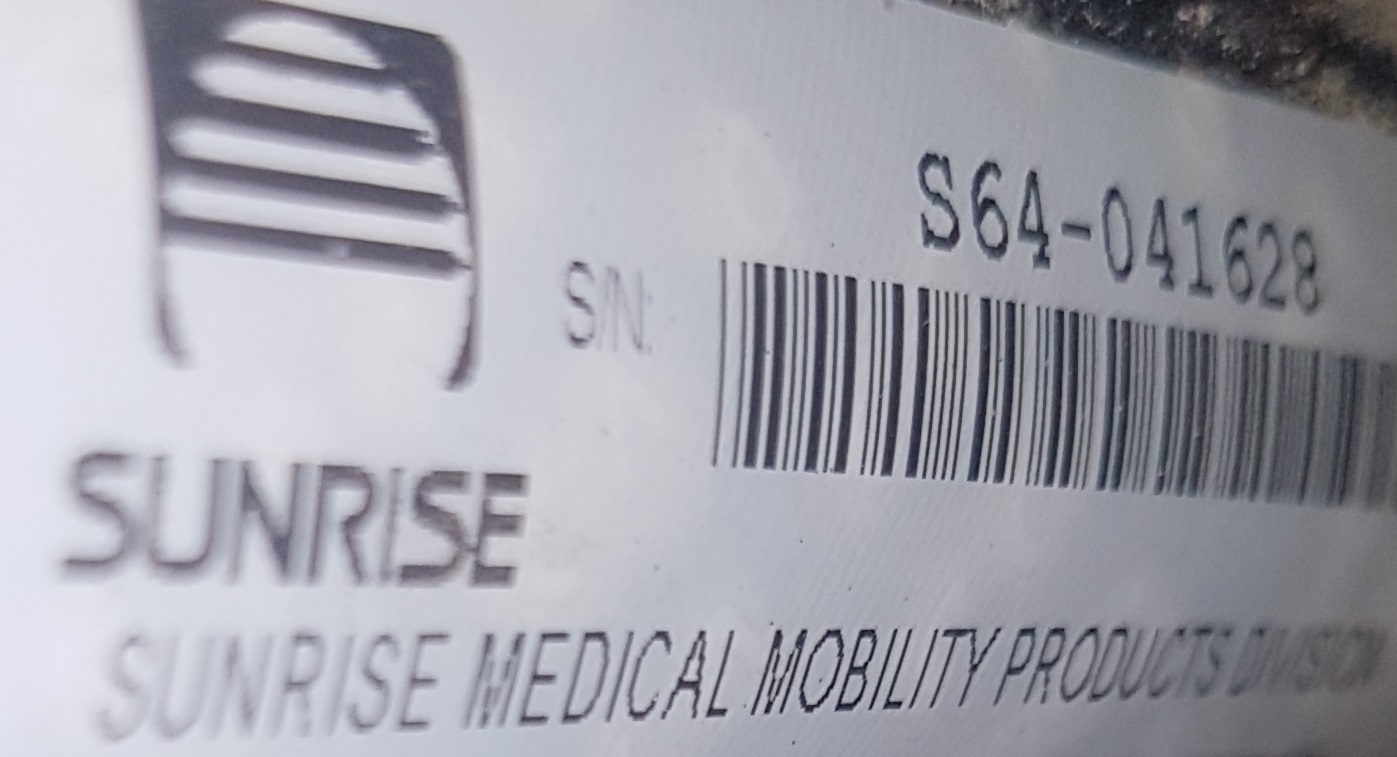 S64-041628
S/N:
SUNRISE
SUNRISE MEDICAL MOBILITY PRODUCTS DIVISION